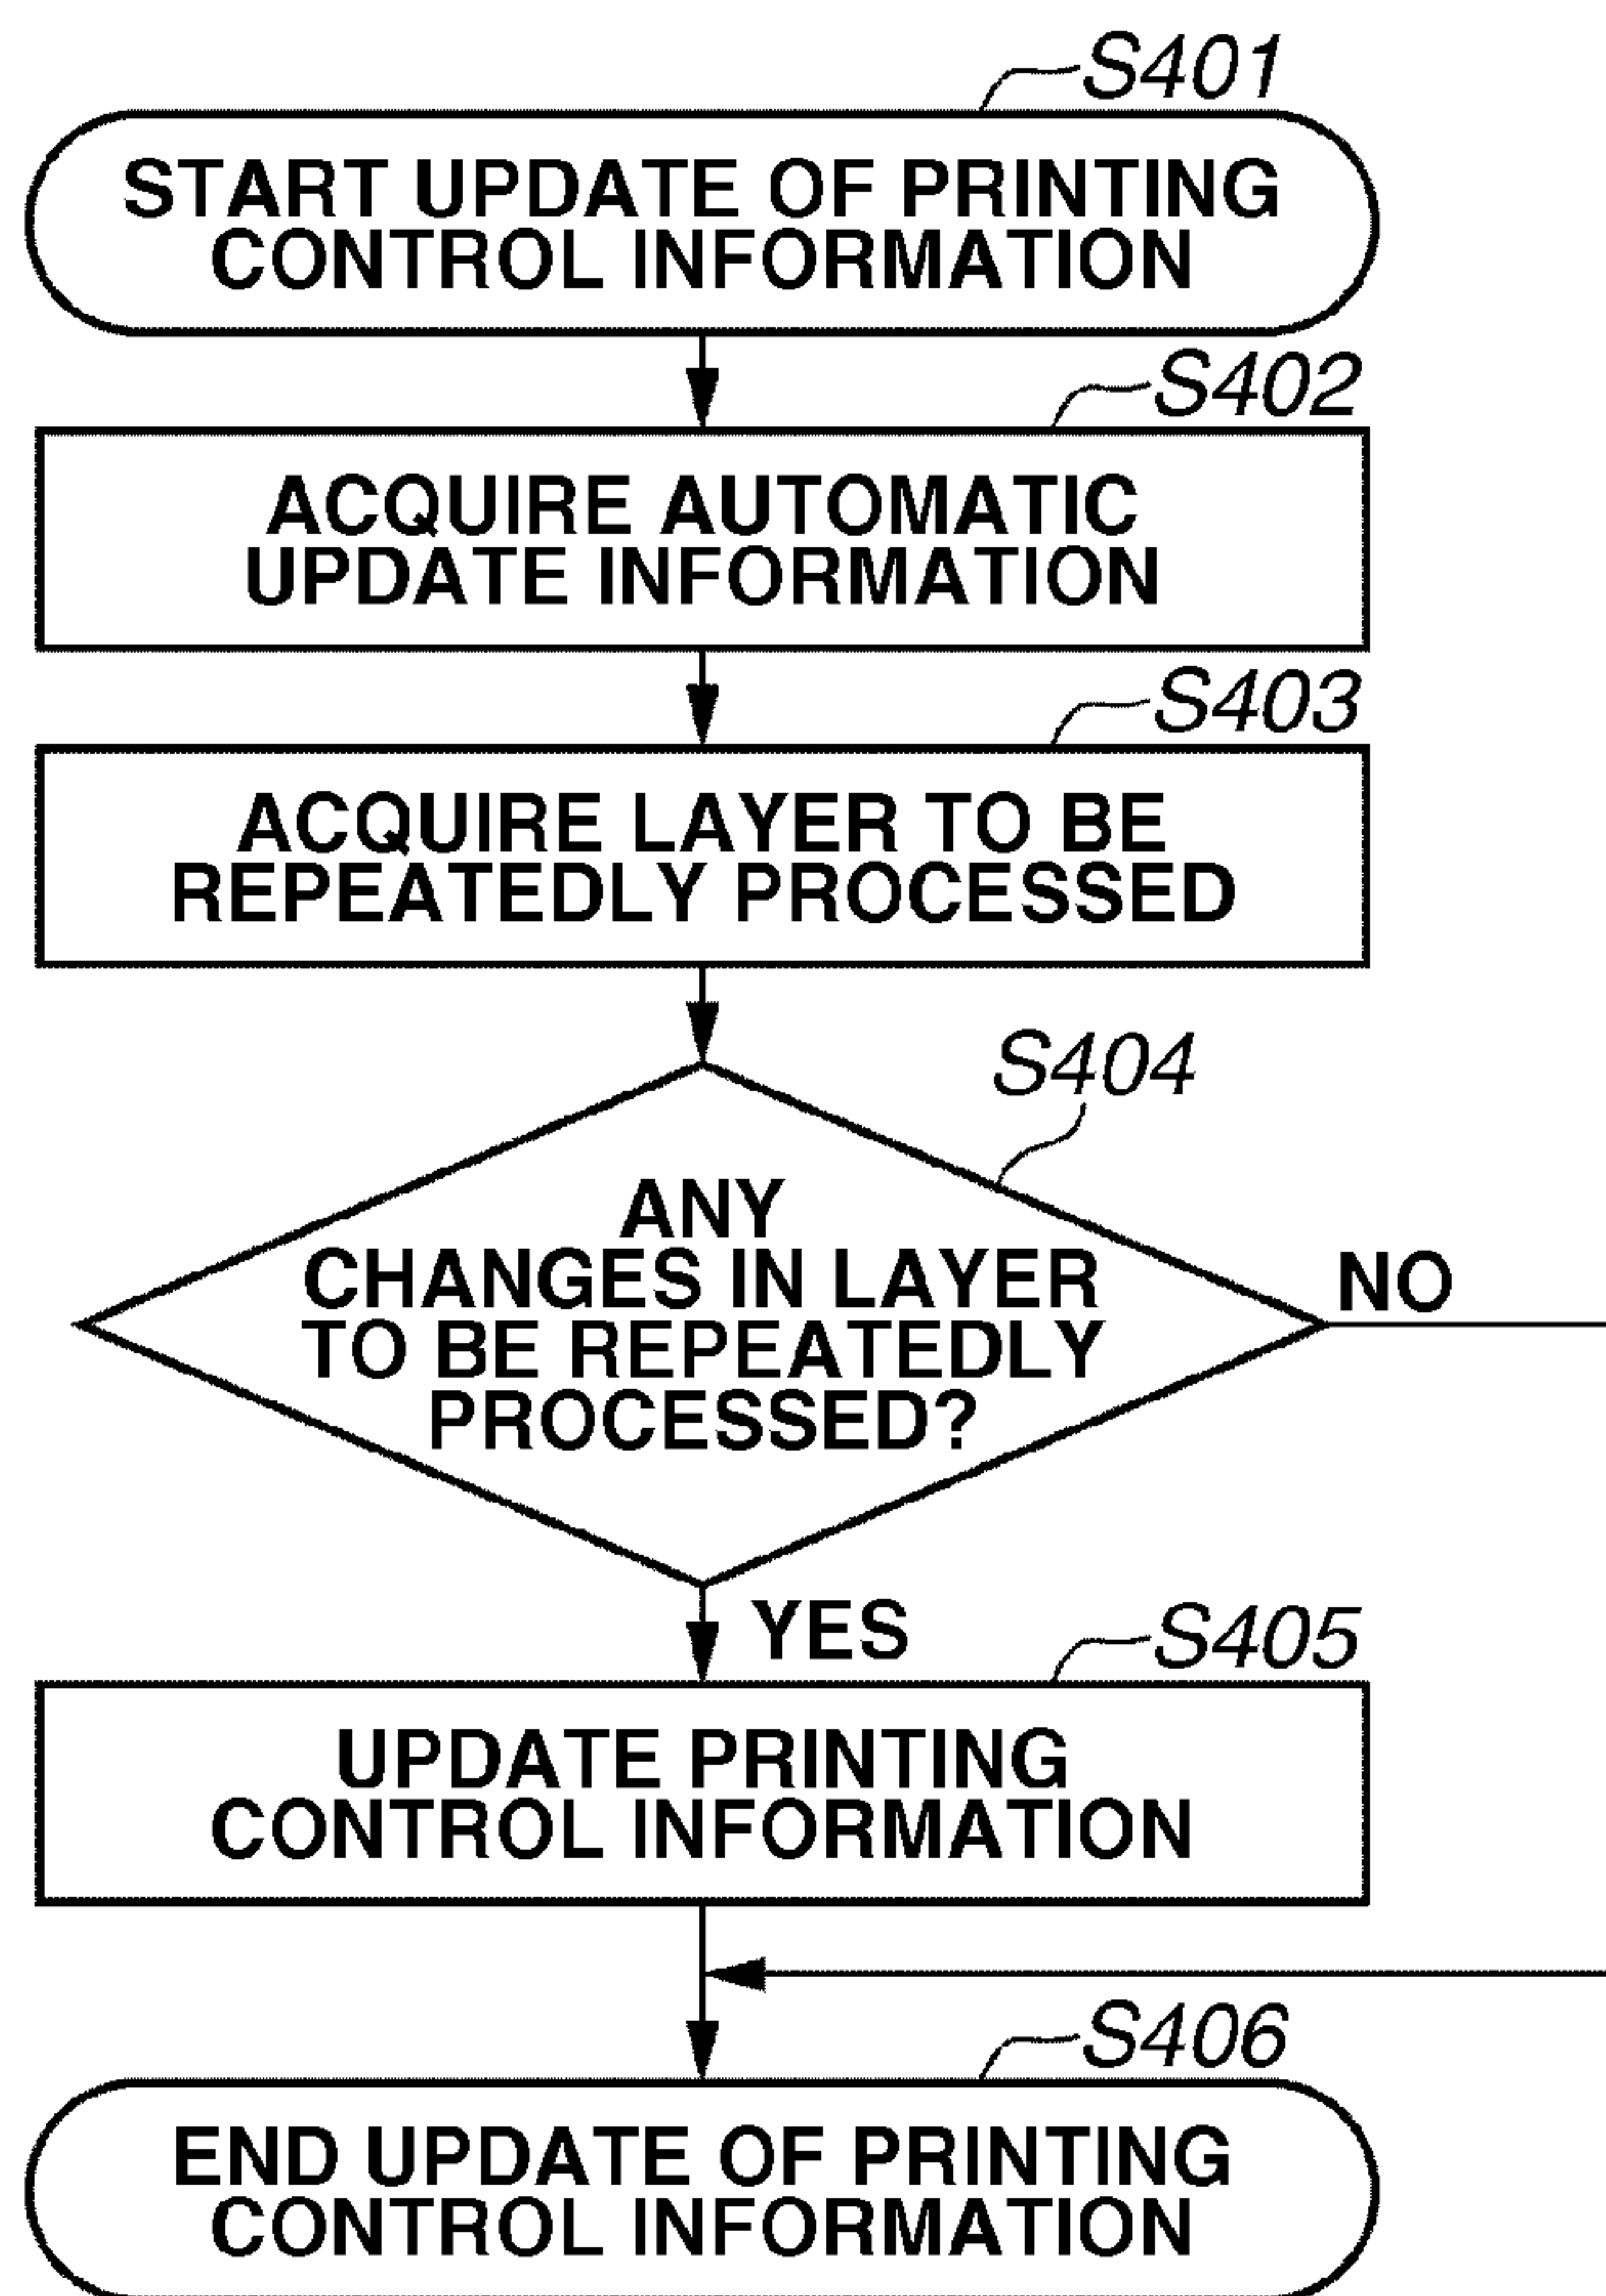 S401
START UPDATE OF PRINTING
CONTROL INFORMATION
S402
ACQUIRE AUTOMATIC
UPDATE INFORMATION
S403
ACQUIRE LAYER TO BE
REPEATEDLY PROCESSED
S404
ANY
CHANGES IN LAYER
TO BE REPEATEDLY
PROCESSED?
NO
YES
S405
UPDATE PRINTING
CONTROL INFORMATION
S406
END UPDATE OF PRINTING
CONTROL INFORMATION